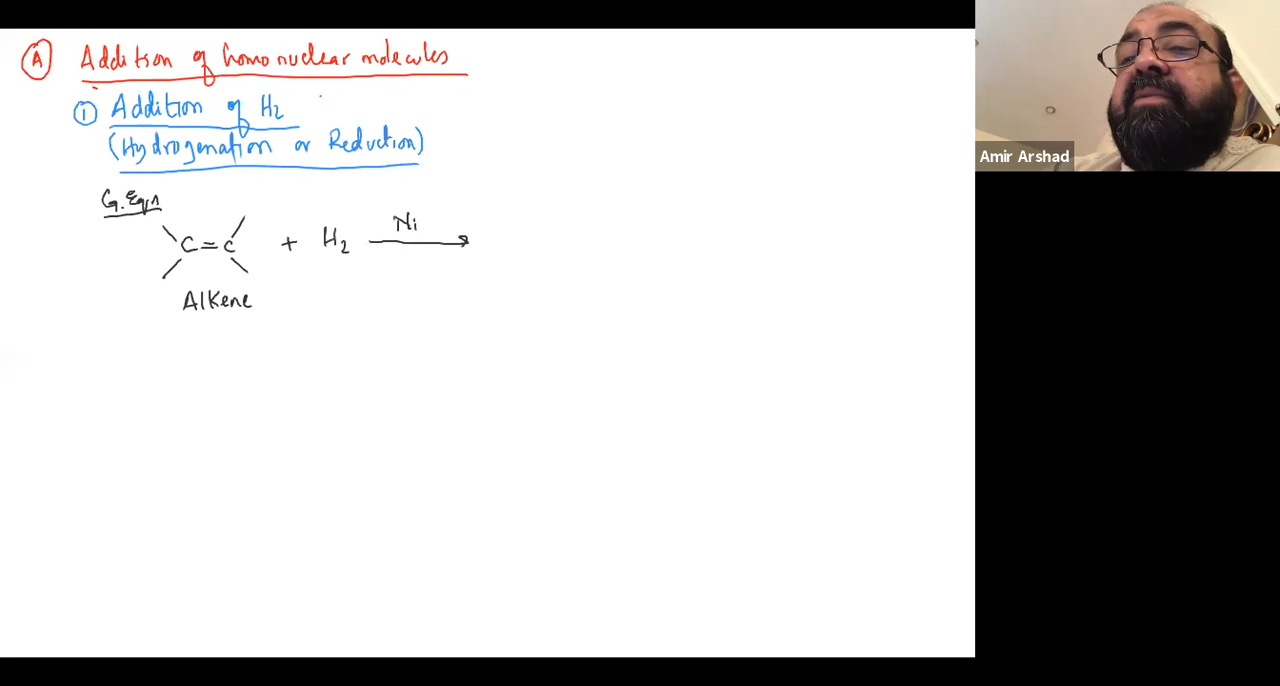 A Addition of homonuclear molecules
1 Addition of H2
(Hydrogenation or Reduction)
G.Eqn
C=C + H2 Ni →
Alkene
Amir Arshad